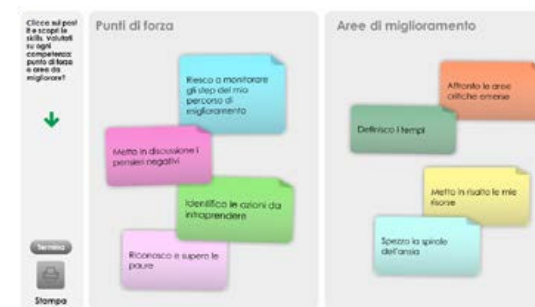 Clicca sui post
it e scopri le
skills. Valutati
su ogni
competenza:
punto di forza
o area da
migliorare?
Termina
Stampa
Punti di forza
Riesco a monitorare
gli step del mio
percorso di
miglioramento
Metto in discussione i
pensieri negativi
Identifico le azioni da
intraprendere
Riconosco e supero le
paure
Aree di miglioramento
Affronto le aree
critiche emerse
Definisco i tempi
Metto in risalto le mie
risorse
Spezzo la spirale
dell'ansia